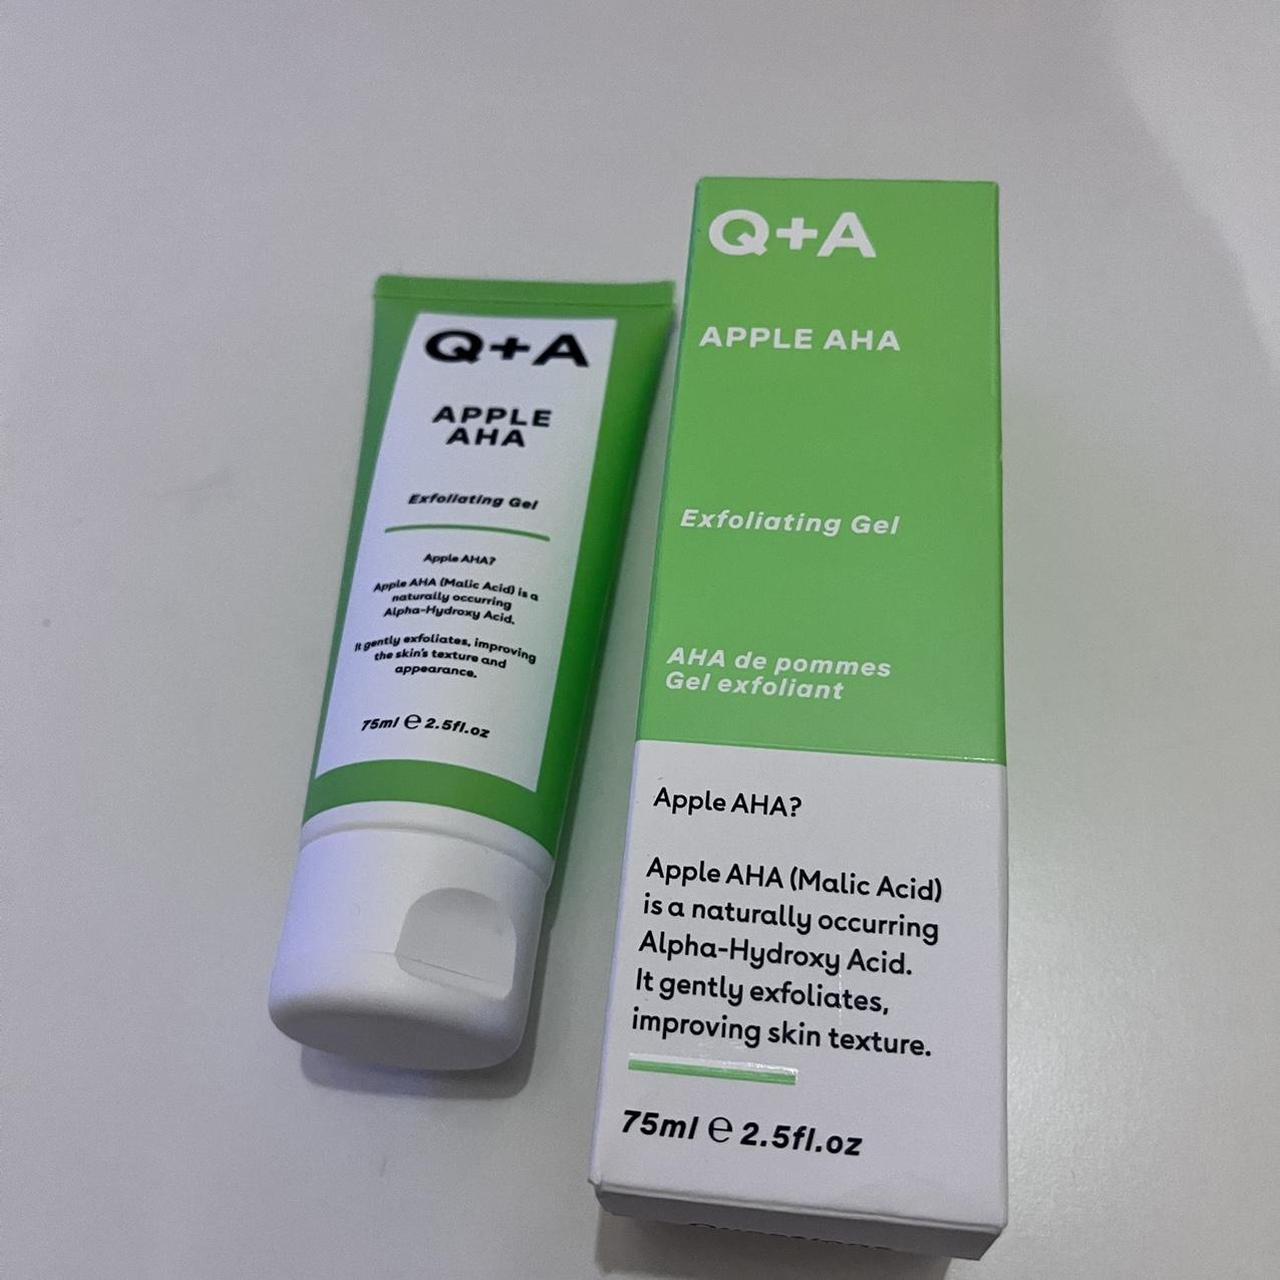 Q+A
APPLE
AHA
Exfoliating Gel
Apple AHA?
Apple AHA (Malic Acid) is a
naturally occurring
Alpha-Hydroxy Acid.
It gently exfoliates, improving
the skin's texture and
appearance.
75ml ℮ 2.5fl.oz
Q+A
APPLE AHA
Exfoliating Gel
AHA de pommes
Gel exfoliant
Apple AHA?
Apple AHA (Malic Acid)
is a naturally occurring
Alpha-Hydroxy Acid.
It gently exfoliates,
improving skin texture.
75ml ℮ 2.5fl.oz